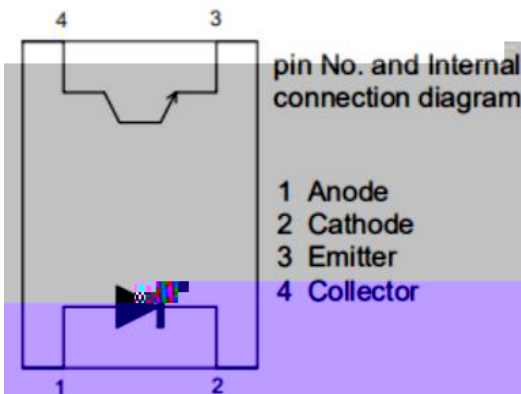 4 3
pin No. and Internal
connection diagram
1 Anode
2 Cathode
3 Emitter
4 Collector
1 2